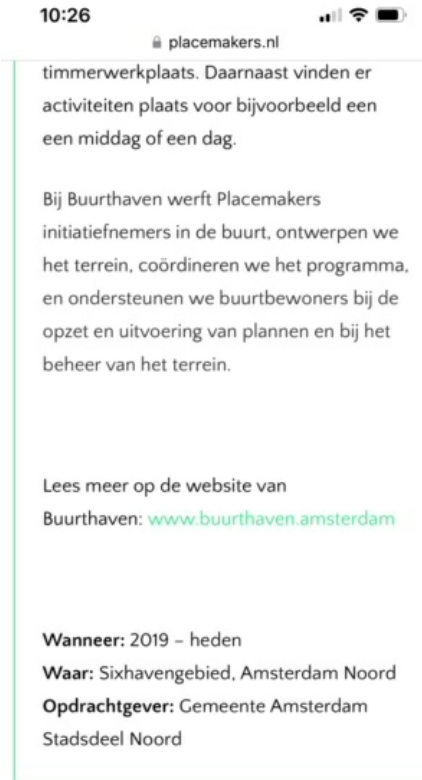 10:26
placemakers.nl
timmerwerkplaats. Daarnaast vinden er
activiteiten plaats voor bijvoorbeeld een
een middag of een dag.
Bij Buurthaven werft Placemakers
initiatiefnemers in de buurt, ontwerpen we
het terrein, coördineren we het programma,
en ondersteunen we buurtbewoners bij de
opzet en uitvoering van plannen en bij het
beheer van het terrein.
Lees meer op de website van
Buurthaven: www.buurthaven.amsterdam
Wanneer: 2019 – heden
Waar: Sixhavengebied, Amsterdam Noord
Opdrachtgever: Gemeente Amsterdam
Stadsdeel Noord